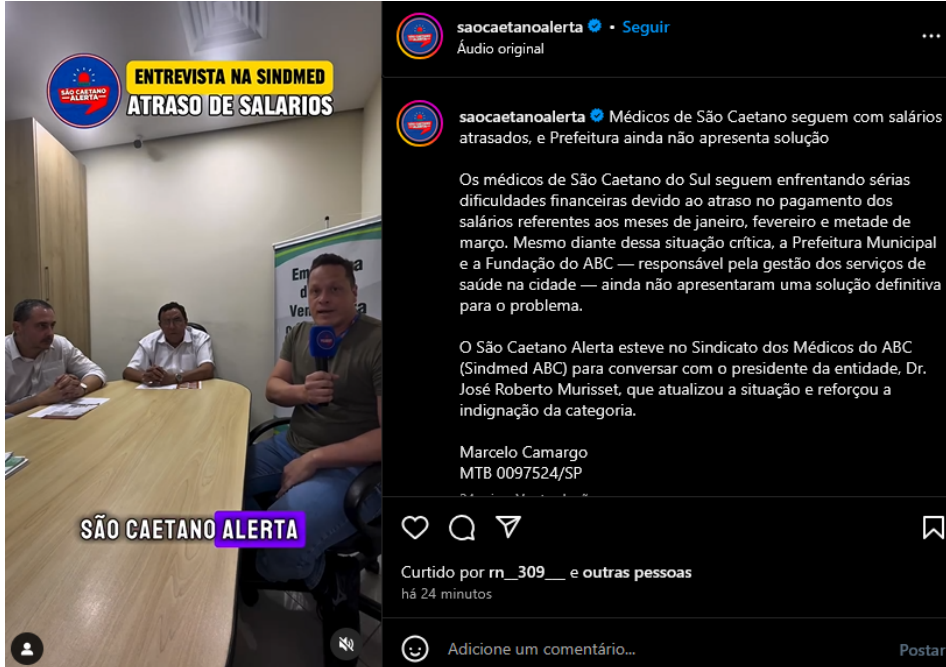 SÃO CAETANO
ALERTA
ENTREVISTA NA SINDMED
ATRASO DE SALARIOS
SÃO CAETANO ALERTA
saocaetanoalerta • Seguir
Áudio original
saocaetanoalerta Médicos de São Caetano seguem com salários
atrasados, e Prefeitura ainda não apresenta solução
Os médicos de São Caetano do Sul seguem enfrentando sérias
dificuldades financeiras devido ao atraso no pagamento dos
salários referentes aos meses de janeiro, fevereiro e metade de
março. Mesmo diante dessa situação crítica, a Prefeitura Municipal
e a Fundação do ABC — responsável pela gestão dos serviços de
saúde na cidade — ainda não apresentaram uma solução definitiva
para o problema.
O São Caetano Alerta esteve no Sindicato dos Médicos do ABC
(Sindmed ABC) para conversar com o presidente da entidade, Dr.
José Roberto Murisset, que atualizou a situação e reforçou a
indignação da categoria.
Marcelo Camargo
MTB 0097524/SP
Curtido por rn__309___ e outras pessoas
há 24 minutos
Adicione um comentário...
Postar